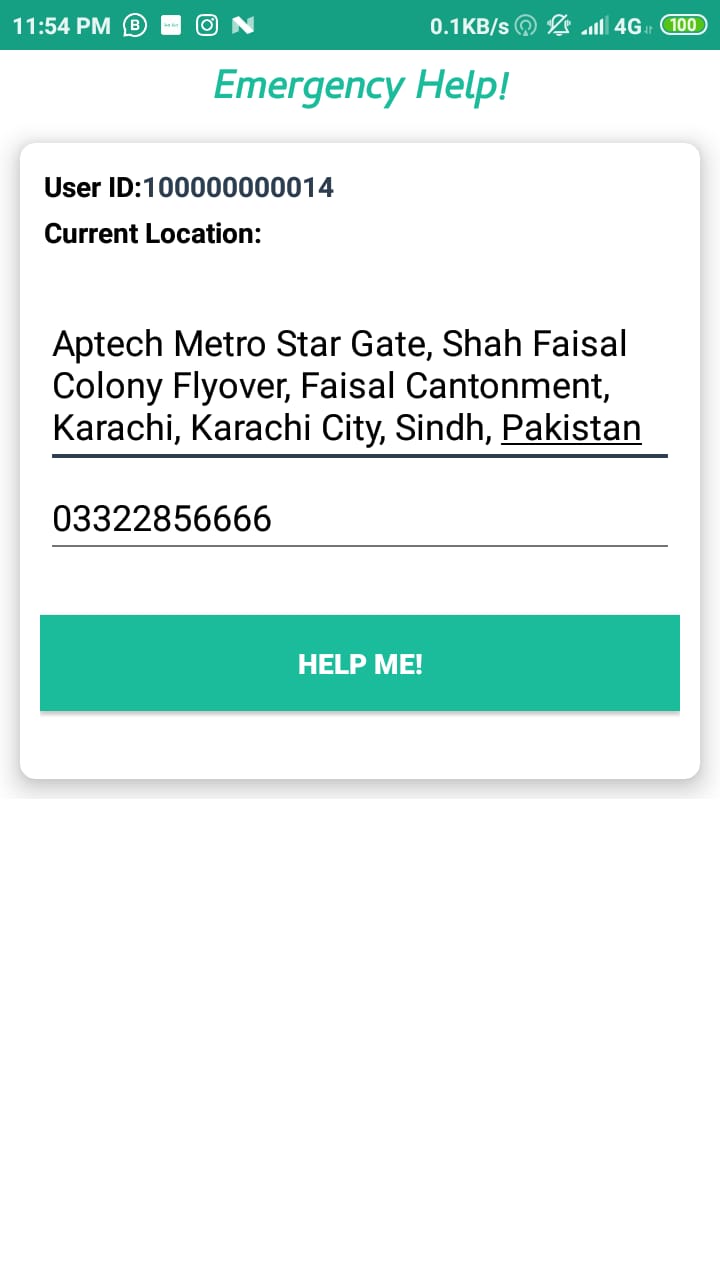 11:54 PM B 0.1KB/s 4G 100
Emergency Help!
User ID:100000000014
Current Location:
Aptech Metro Star Gate, Shah Faisal
Colony Flyover, Faisal Cantonment,
Karachi, Karachi City, Sindh, Pakistan
03322856666
HELP ME!